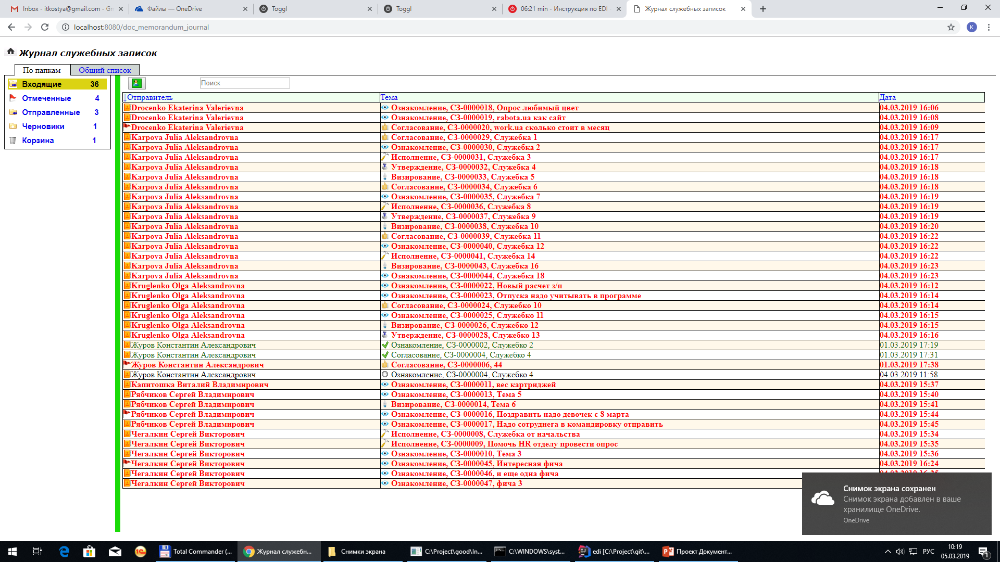 Inbox - itkostya@gmail.com - Gm
Файлы — OneDrive
Toggl
Toggl
06:21 min - Инструкция по EDI -
Журнал служебных записок
localhost:8080/doc_memorandum_journal
K
Журнал служебных записок
По папкам
Общий список
Входящие 36
Отмеченные 4
Отправленные 3
Черновики 1
Корзина 1
Поиск
↓Отправитель Тема Дата
Drocenko Ekaterina Valerievna Ознакомление, СЗ-0000018, Опрос любимый цвет 04.03.2019 16:06
Drocenko Ekaterina Valerievna Ознакомление, СЗ-0000019, rabota.ua как сайт 04.03.2019 16:08
Drocenko Ekaterina Valerievna Согласование, СЗ-0000020, work.ua сколько стоит в месяц 04.03.2019 16:09
Karpova Julia Aleksandrovna Согласование, СЗ-0000029, Служебка 1 04.03.2019 16:17
Karpova Julia Aleksandrovna Ознакомление, СЗ-0000030, Служебка 2 04.03.2019 16:17
Karpova Julia Aleksandrovna Исполнение, СЗ-0000031, Служебка 3 04.03.2019 16:17
Karpova Julia Aleksandrovna Утверждение, СЗ-0000032, Служебка 4 04.03.2019 16:18
Karpova Julia Aleksandrovna Визирование, СЗ-0000033, Служебка 5 04.03.2019 16:18
Karpova Julia Aleksandrovna Согласование, СЗ-0000034, Служебка 6 04.03.2019 16:18
Karpova Julia Aleksandrovna Ознакомление, СЗ-0000035, Служебка 7 04.03.2019 16:19
Karpova Julia Aleksandrovna Исполнение, СЗ-0000036, Служебка 8 04.03.2019 16:19
Karpova Julia Aleksandrovna Утверждение, СЗ-0000037, Служебка 9 04.03.2019 16:19
Karpova Julia Aleksandrovna Визирование, СЗ-0000038, Служебка 10 04.03.2019 16:20
Karpova Julia Aleksandrovna Согласование, СЗ-0000039, Служебка 11 04.03.2019 16:22
Karpova Julia Aleksandrovna Ознакомление, СЗ-0000040, Служебка 12 04.03.2019 16:22
Karpova Julia Aleksandrovna Исполнение, СЗ-0000041, Служебка 14 04.03.2019 16:22
Karpova Julia Aleksandrovna Визирование, СЗ-0000043, Служебка 16 04.03.2019 16:23
Karpova Julia Aleksandrovna Ознакомление, СЗ-0000044, Служебка 18 04.03.2019 16:23
Kruglenko Olga Aleksandrovna Ознакомление, СЗ-0000022, Новый расчет з/п 04.03.2019 16:12
Kruglenko Olga Aleksandrovna Ознакомление, СЗ-0000023, Отпуска надо учитывать в программе 04.03.2019 16:14
Kruglenko Olga Aleksandrovna Согласование, СЗ-0000024, Служебко 10 04.03.2019 16:14
Kruglenko Olga Aleksandrovna Ознакомление, СЗ-0000025, Служебко 11 04.03.2019 16:15
Kruglenko Olga Aleksandrovna Визирование, СЗ-0000026, Служебко 12 04.03.2019 16:15
Kruglenko Olga Aleksandrovna Утверждение, СЗ-0000028, Служебко 13 04.03.2019 16:16
Журов Константин Александрович Ознакомление, СЗ-0000002, Служебко 2 01.03.2019 17:19
Журов Константин Александрович Согласование, СЗ-0000004, Служебко 4 01.03.2019 17:31
Журов Константин Александрович Согласование, СЗ-0000006, 44 01.03.2019 17:38
Журов Константин Александрович Ознакомление, СЗ-0000004, Служебко 4 04.03.2019 11:58
Капитошка Виталий Владимирович Ознакомление, СЗ-0000011, вес картриджей 04.03.2019 15:37
Рябчиков Сергей Владимирович Ознакомление, СЗ-0000013, Тема 5 04.03.2019 15:40
Рябчиков Сергей Владимирович Визирование, СЗ-0000014, Тема 6 04.03.2019 15:41
Рябчиков Сергей Владимирович Ознакомление, СЗ-0000016, Поздравить надо девочек с 8 марта 04.03.2019 15:44
Рябчиков Сергей Владимирович Ознакомление, СЗ-0000017, Надо сотруднега в командировку отправить 04.03.2019 15:45
Чегалкин Сергей Викторович Исполнение, СЗ-0000008, Служебка от начальства 04.03.2019 15:34
Чегалкин Сергей Викторович Исполнение, СЗ-0000009, Помочь HR отделу провести опрос 04.03.2019 15:35
Чегалкин Сергей Викторович Ознакомление, СЗ-0000010, Тема 3 04.03.2019 15:36
Чегалкин Сергей Викторович Ознакомление, СЗ-0000045, Интересная фича 04.03.2019 16:24
Чегалкин Сергей Викторович Ознакомление, СЗ-0000046, и еще одна фича
Чегалкин Сергей Викторович Ознакомление, СЗ-0000047, фича 3
Снимок экрана сохранен
Снимок экрана добавлен в ваше
хранилище OneDrive.
OneDrive
Total Commander (...
Журнал служебн...
Снимки экрана
C:\Project\good\In...
C:\WINDOWS\syst...
edi [C:\Project\git\...
Проект Документ...
РУС
10:19
05.03.2019
1